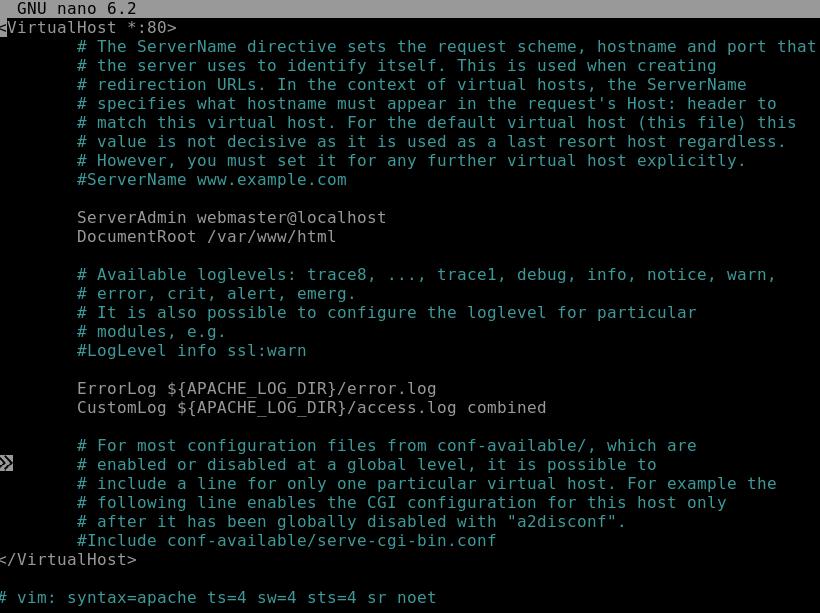 GNU nano 6.2
<VirtualHost *:80>
# The ServerName directive sets the request scheme, hostname and port that
# the server uses to identify itself. This is used when creating
# redirection URLs. In the context of virtual hosts, the ServerName
# specifies what hostname must appear in the request's Host: header to
# match this virtual host. For the default virtual host (this file) this
# value is not decisive as it is used as a last resort host regardless.
# However, you must set it for any further virtual host explicitly.
#ServerName www.example.com
ServerAdmin webmaster@localhost
DocumentRoot /var/www/html
# Available loglevels: trace8, ..., trace1, debug, info, notice, warn,
# error, crit, alert, emerg.
# It is also possible to configure the loglevel for particular
# modules, e.g.
#LogLevel info ssl:warn
ErrorLog ${APACHE_LOG_DIR}/error.log
CustomLog ${APACHE_LOG_DIR}/access.log combined
# For most configuration files from conf-available/, which are
# enabled or disabled at a global level, it is possible to
# include a line for only one particular virtual host. For example the
# following line enables the CGI configuration for this host only
# after it has been globally disabled with "a2disconf".
#Include conf-available/serve-cgi-bin.conf
</VirtualHost>
# vim: syntax=apache ts=4 sw=4 sts=4 sr noet